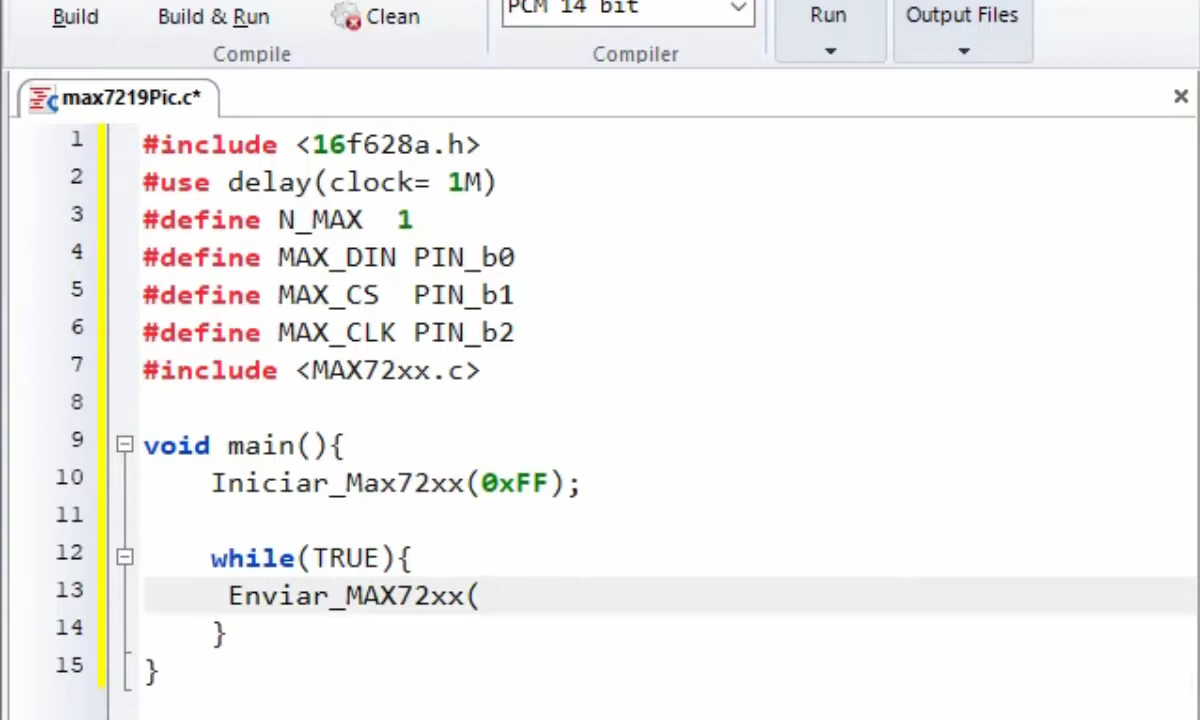 Build Build & Run Clean PCM 14 bit Run Output Files
Compile Compiler
max7219Pic.c*
1 #include <16f628a.h>
2 #use delay(clock= 1M)
3 #define N_MAX  1
4 #define MAX_DIN PIN_b0
5 #define MAX_CS  PIN_b1
6 #define MAX_CLK PIN_b2
7 #include <MAX72xx.c>
8
9 void main(){
10     Iniciar_Max72xx(0xFF);
11
12     while(TRUE){
13      Enviar_MAX72xx(
14     }
15 }